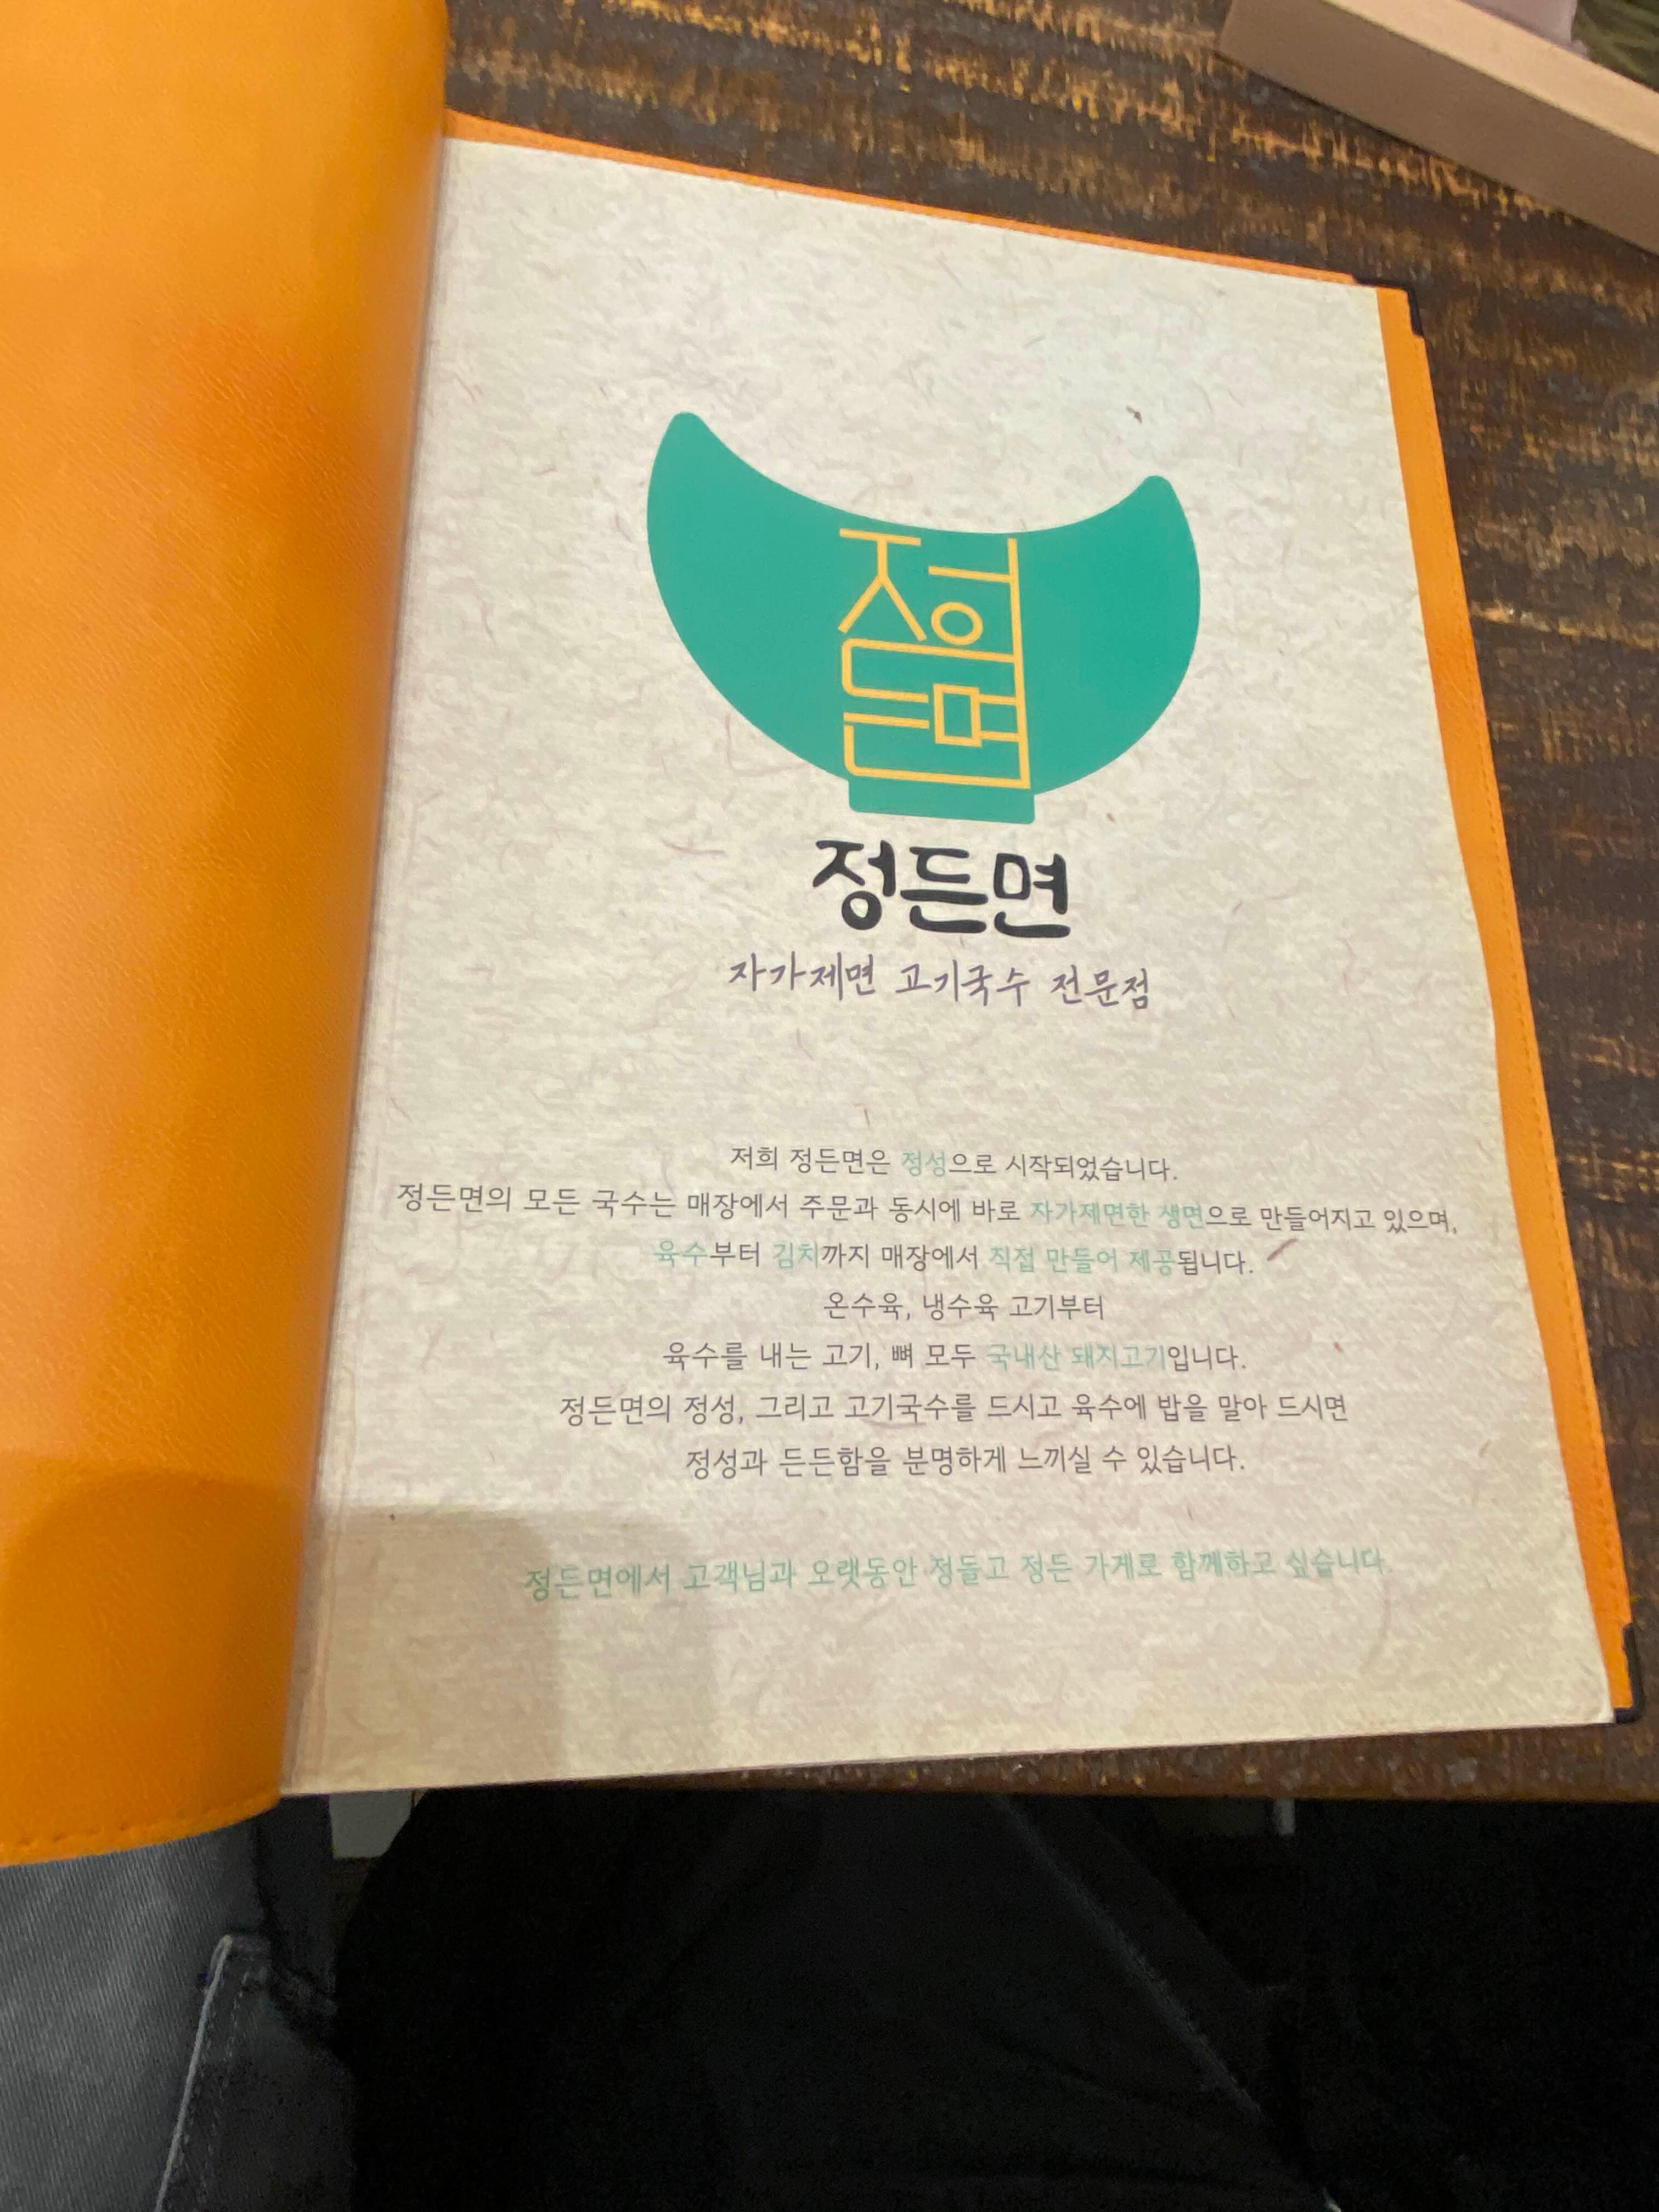 정든면
정든면
자가제면 고기국수 전문점
저희 정든면은 정성으로 시작되었습니다.
정든면의 모든 국수는 매장에서 주문과 동시에 바로 자가제면한 생면으로 만들어지고 있으며,
육수부터 김치까지 매장에서 직접 만들어 제공됩니다.
온수육, 냉수육 고기부터
육수를 내는 고기, 뼈 모두 국내산 돼지고기입니다.
정든면의 정성, 그리고 고기국수를 드시고 육수에 밥을 말아 드시면
정성과 든든함을 분명하게 느끼실 수 있습니다.
정든면에서 고객님과 오랫동안 정들고 정든 가게로 함께하고 싶습니다.